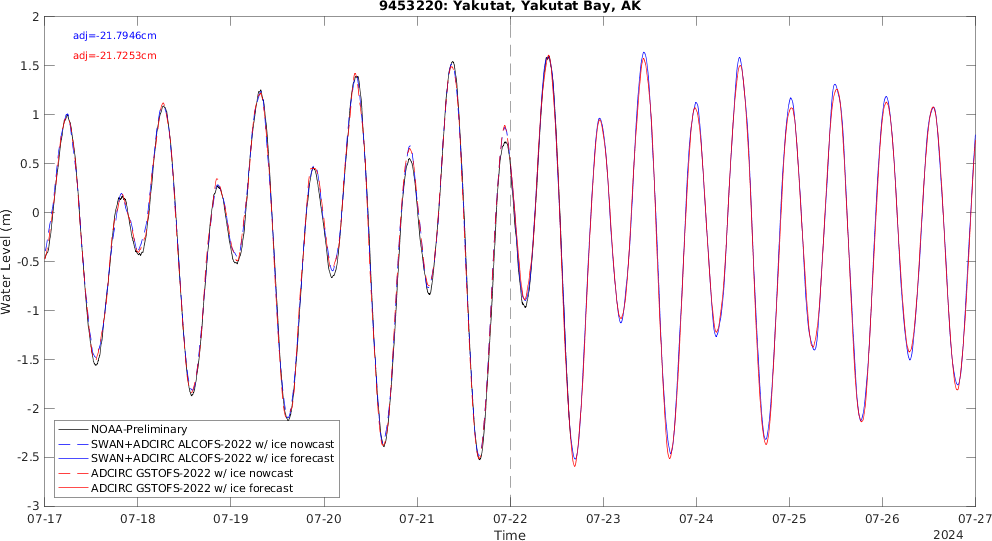 9453220: Yakutat, Yakutat Bay, AK
adj=-21.7946cm
adj=-21.7253cm
Water Level (m)
2
1.5
1
0.5
0
-0.5
-1
-1.5
-2
-2.5
-3
NOAA-Preliminary
SWAN+ADCIRC ALCOFS-2022 w/ ice nowcast
SWAN+ADCIRC ALCOFS-2022 w/ ice forecast
ADCIRC GSTOFS-2022 w/ ice nowcast
ADCIRC GSTOFS-2022 w/ ice forecast
07-17 07-18 07-19 07-20 07-21 07-22 07-23 07-24 07-25 07-26 07-27
Time
2024